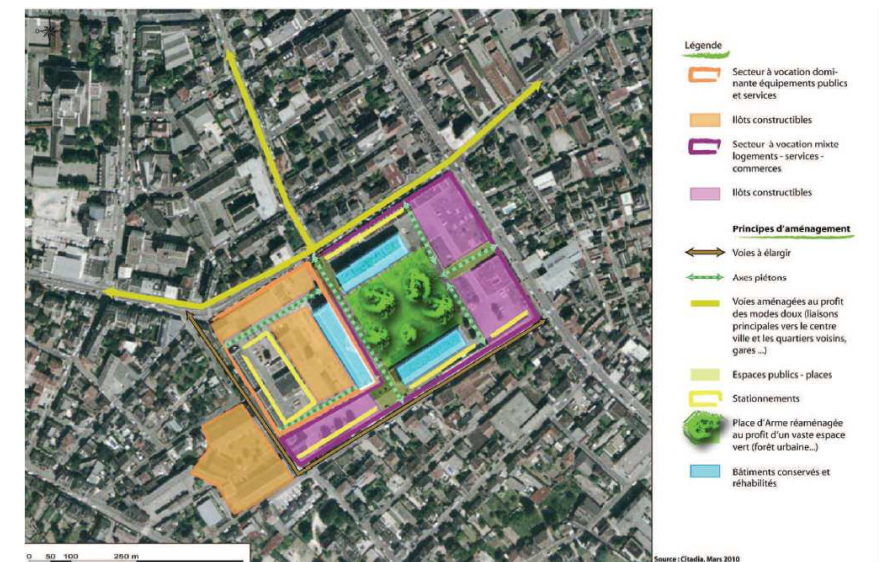 Légende
Secteur à vocation domi-
nante équipements publics
et services
Ilôts constructibles
Secteur à vocation mixte
logements - services -
commerces
Ilôts constructibles
Principes d'aménagement
Voies à élargir
Axes piétons
Voies aménagées au profit
des modes doux (liaisons
principales vers le centre
ville et les quartiers voisins,
gares ...)
Espaces publics - places
Stationnements
Place d'Arme réaménagée
au profit d'un vaste espace
vert (forêt urbaine...)
Bâtiments conservés et
réhabilités
0 50 100 250 m
Source : Citadia, Mars 2010